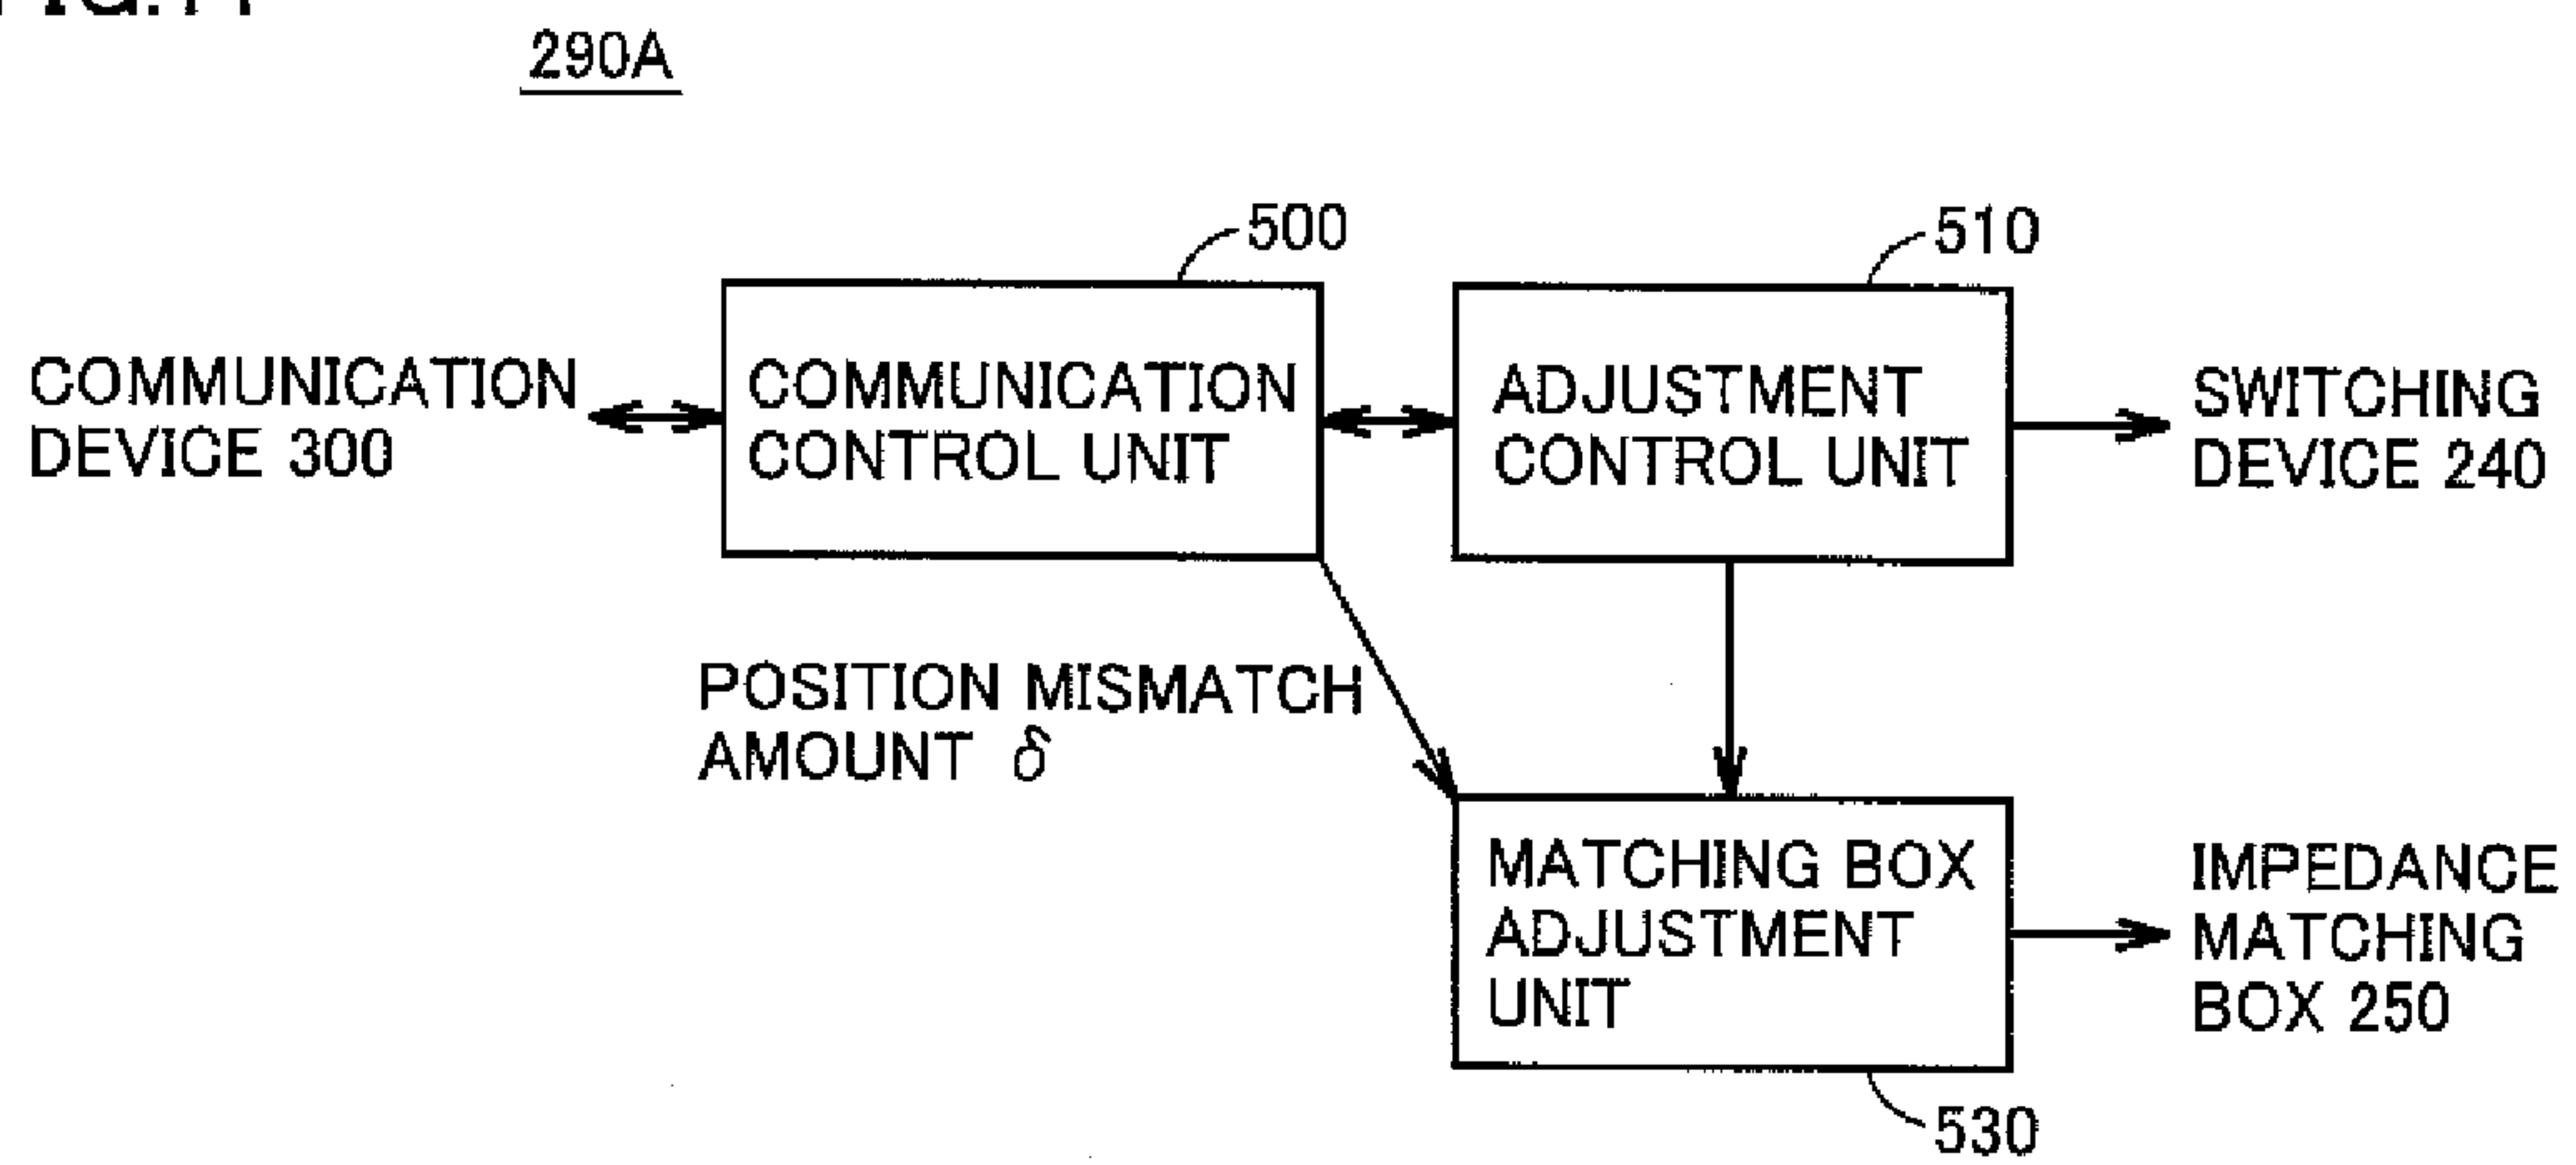 290A
500
510
COMMUNICATION
DEVICE 300
COMMUNICATION
CONTROL UNIT
ADJUSTMENT
CONTROL UNIT
SWITCHING
DEVICE 240
POSITION MISMATCH
AMOUNT δ
MATCHING BOX
ADJUSTMENT
UNIT
IMPEDANCE
MATCHING
BOX 250
530